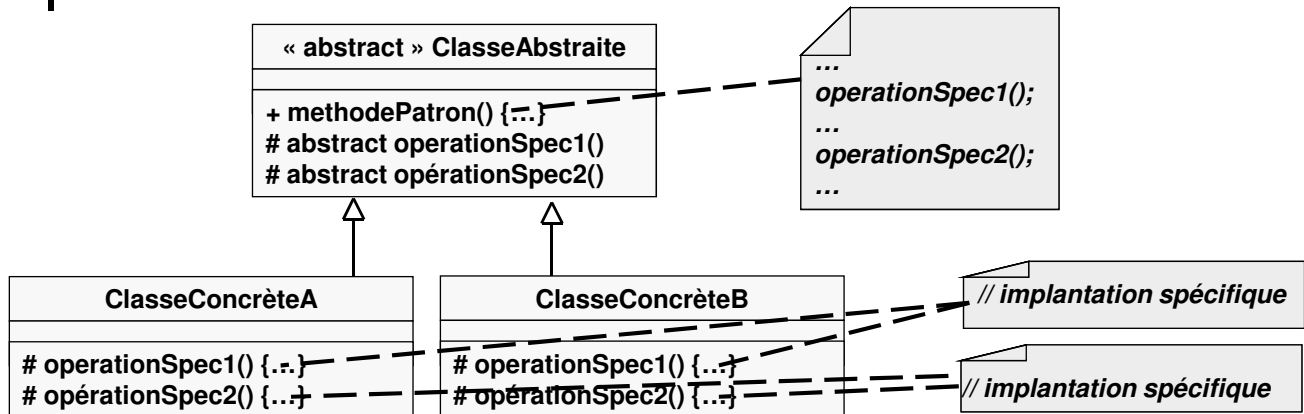 « abstract » ClasseAbstraite
+ methodePatron() {…}
# abstract operationSpec1()
# abstract opérationSpec2()
…
operationSpec1();
…
operationSpec2();
…
ClasseConcrèteA
# operationSpec1() {…}
# opérationSpec2() {…}
ClasseConcrèteB
# operationSpec1() {…}
# opérationSpec2() {…}
// implantation spécifique
// implantation spécifique